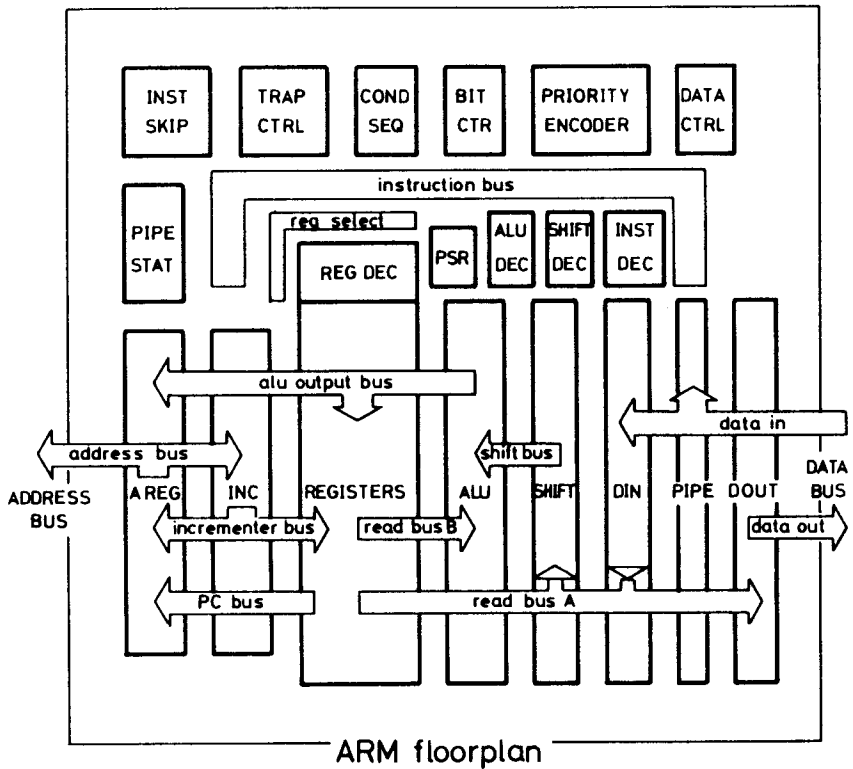 INST SKIP
TRAP CTRL
COND SEQ
BIT CTR
PRIORITY ENCODER
DATA CTRL
instruction bus
PIPE STAT
reg select
REG DEC
PSR
ALU DEC
SHIFT DEC
INST DEC
alu output bus
data in
address bus
shift bus
ADDRESS BUS
A REG
INC
REGISTERS
ALU
SHIFT
DIN
PIPE
DOUT
DATA BUS
incrementer bus
read bus B
data out
PC bus
read bus A
ARM floorplan